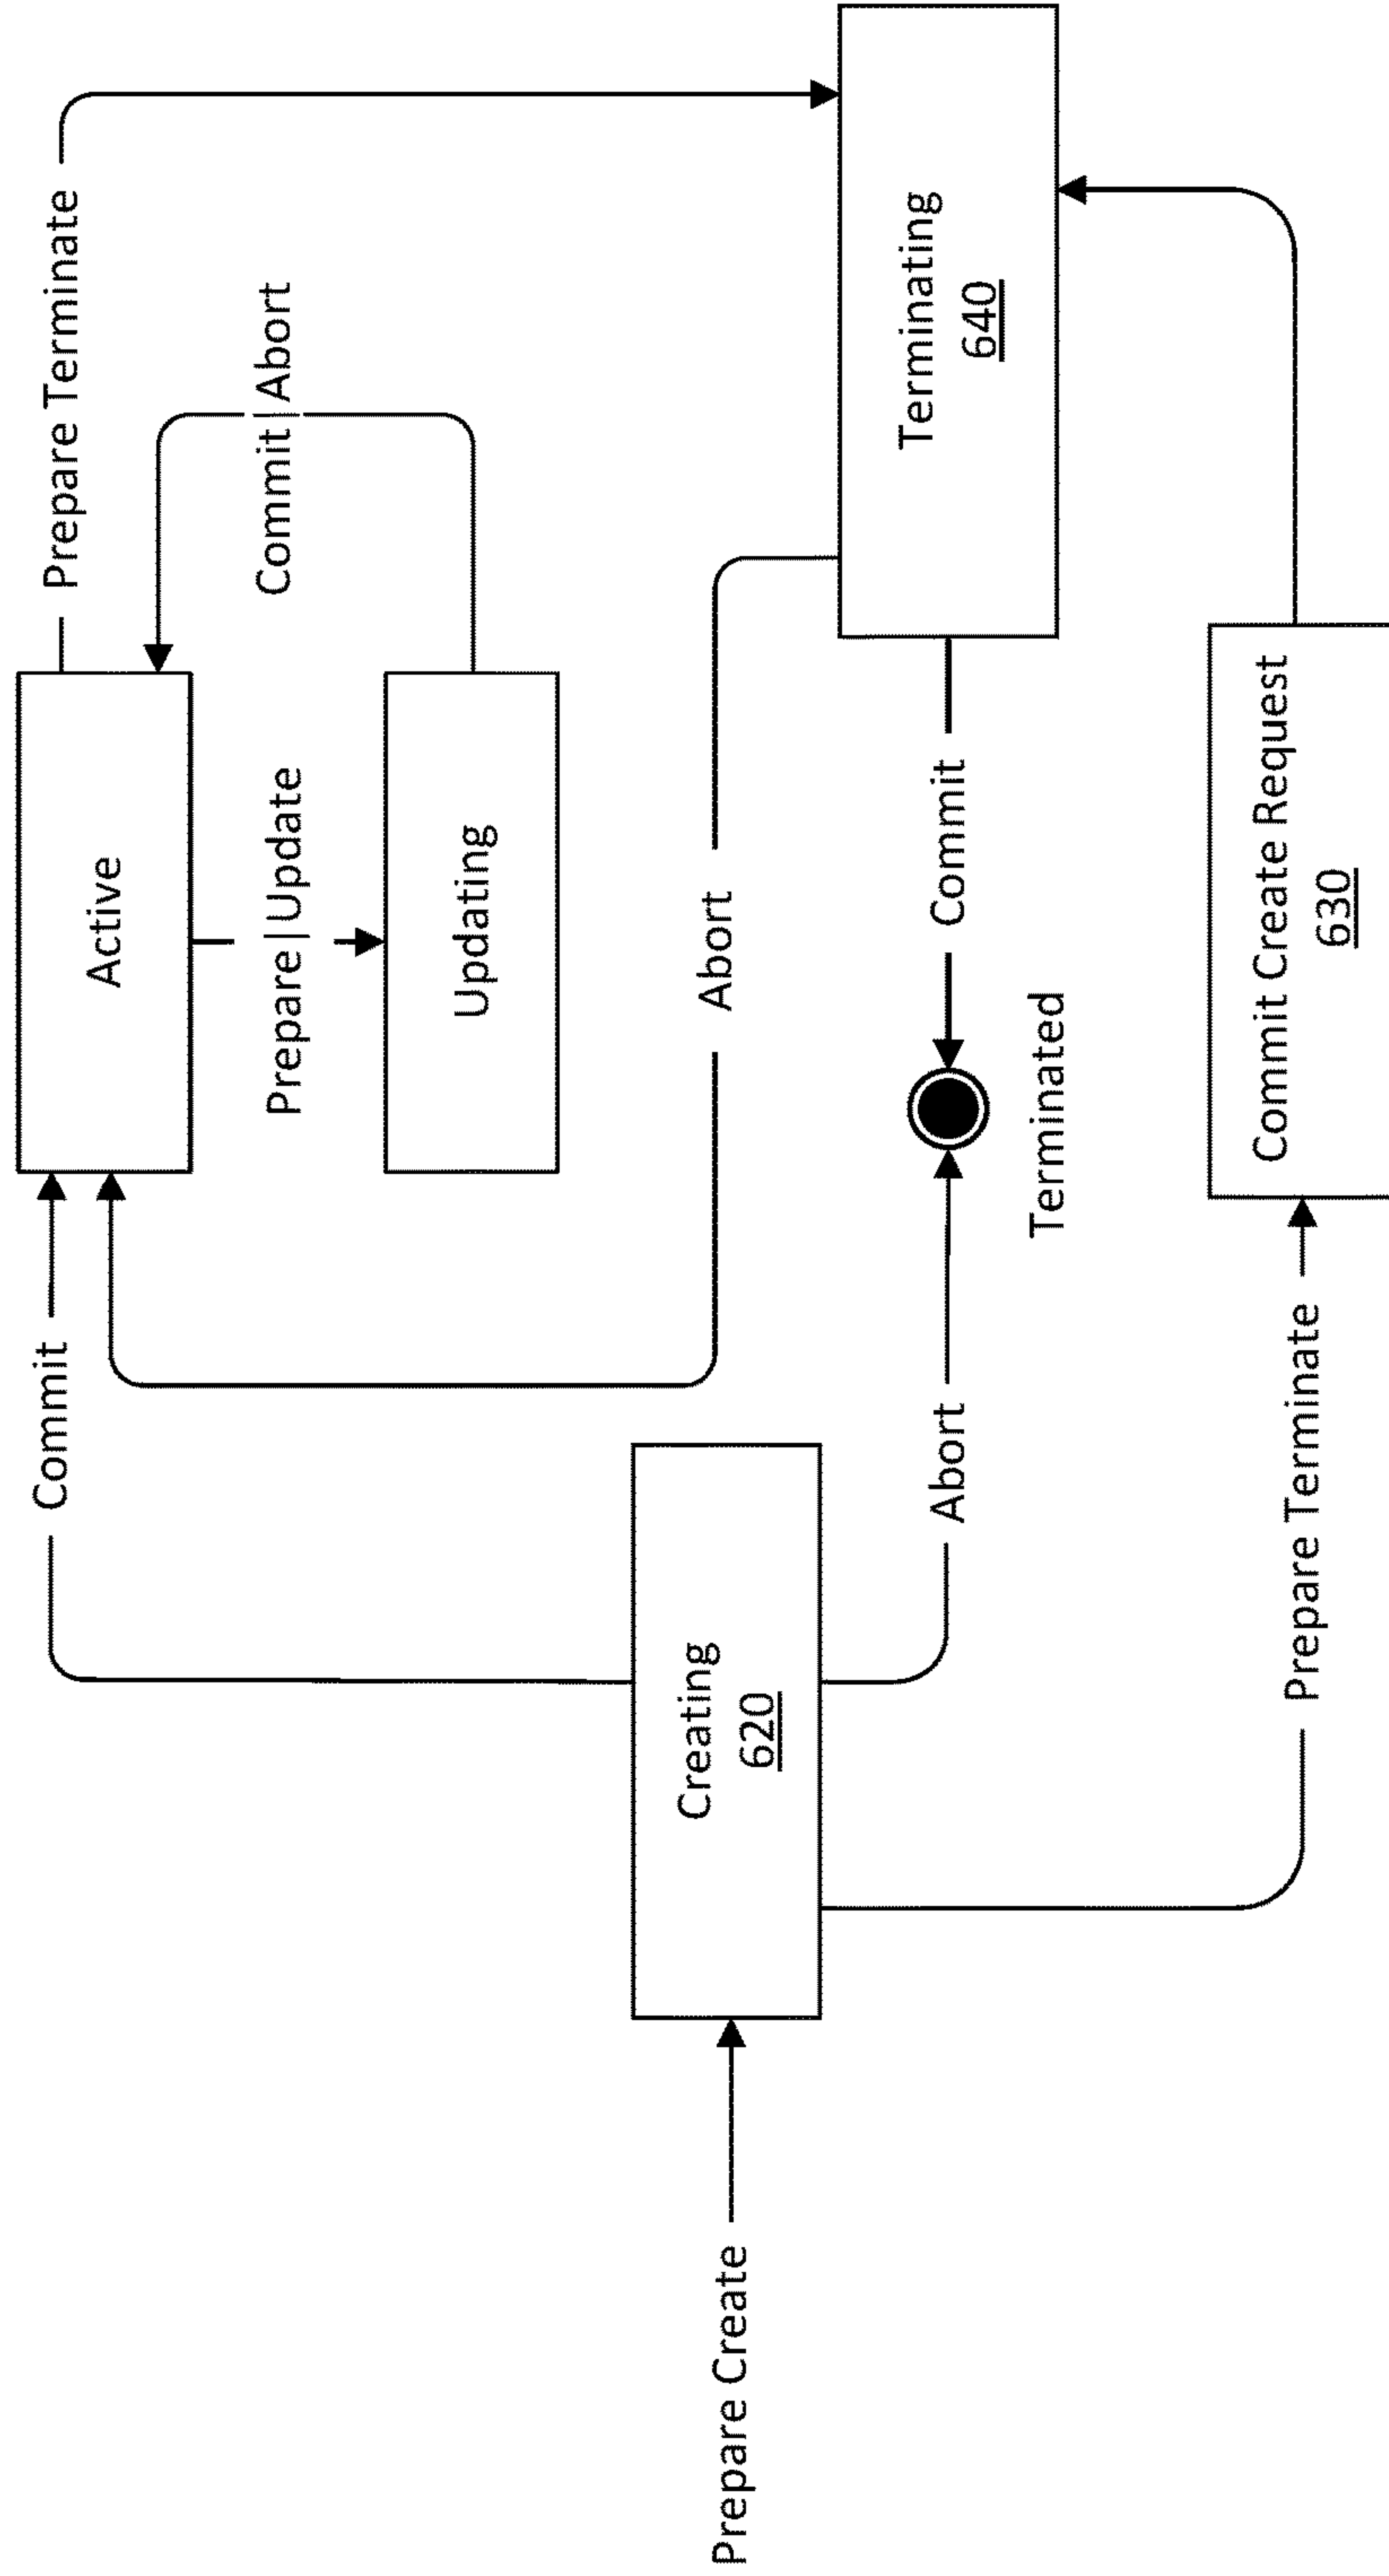 Prepare Create
Creating
620
Commit
Active
Prepare|Update
Updating
Commit|Abort
Prepare Terminate
Abort
Abort
Terminated
Commit
Terminating
640
Prepare Terminate
Commit Create Request
630